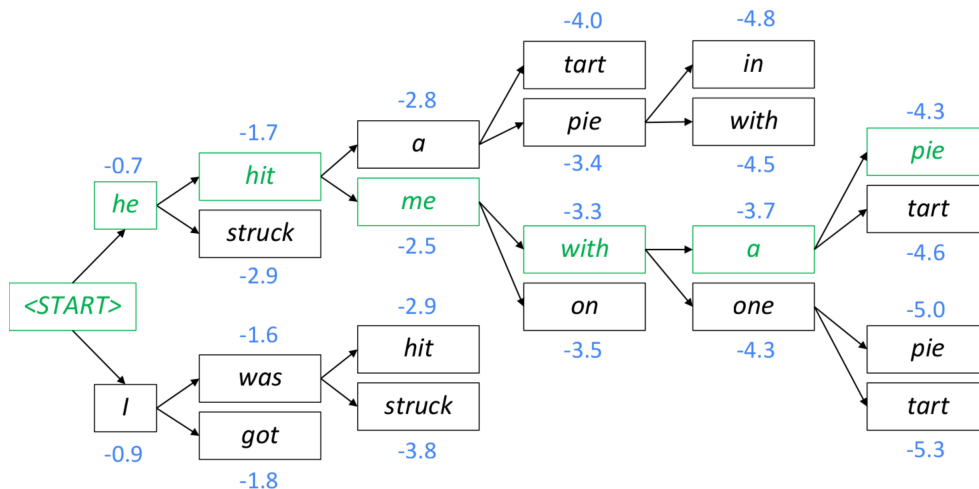 -4.0
-4.8
tart
in
-2.8
-4.3
-1.7
a
pie
with
pie
-0.7
hit
-3.4
-4.5
he
me
-3.3
-3.7
tart
struck
-2.5
with
a
-4.6
-2.9
<START>
-2.9
on
one
-5.0
-1.6
hit
-3.5
-4.3
pie
was
I
struck
tart
got
-0.9
-3.8
-5.3
-1.8